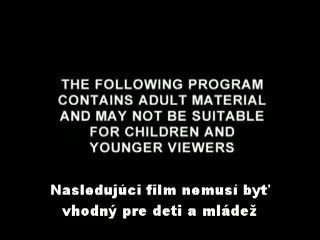 THE FOLLOWING PROGRAM
CONTAINS ADULT MATERIAL
AND MAY NOT BE SUITABLE
FOR CHILDREN AND
YOUNGER VIEWERS
Nasledujúci film nemusí byť
vhodný pre deti a mládež